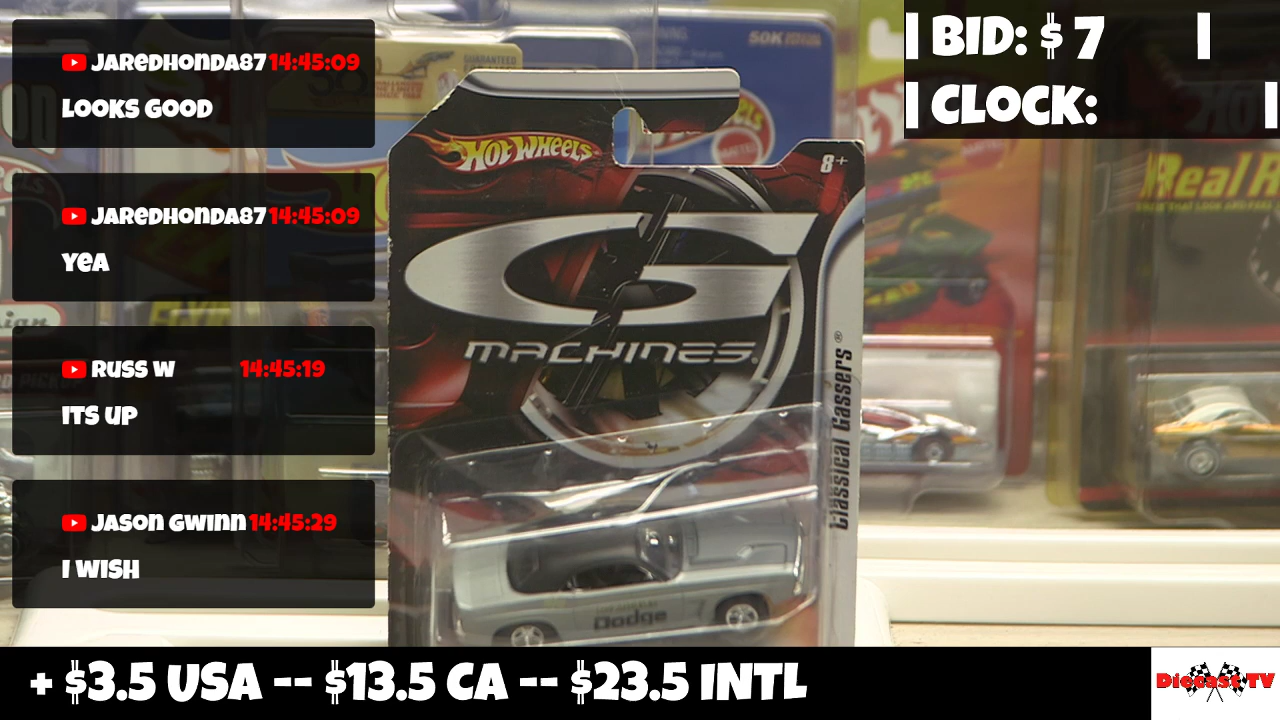 JaredHonda87 14:45:09
LOOKS GOOD
JaredHonda87 14:45:09
Yea
Russ W 14:45:19
ITS UP
Jason Gwinn 14:45:29
I WISH
| BID: $ 7 |
| CLOCK: |
HOT WHEELS
8+
G
MACHINES®
Classical Gassers®
Dodge
Real R
+ $3.5 USA -- $13.5 CA -- $23.5 INTL
Diecast TV